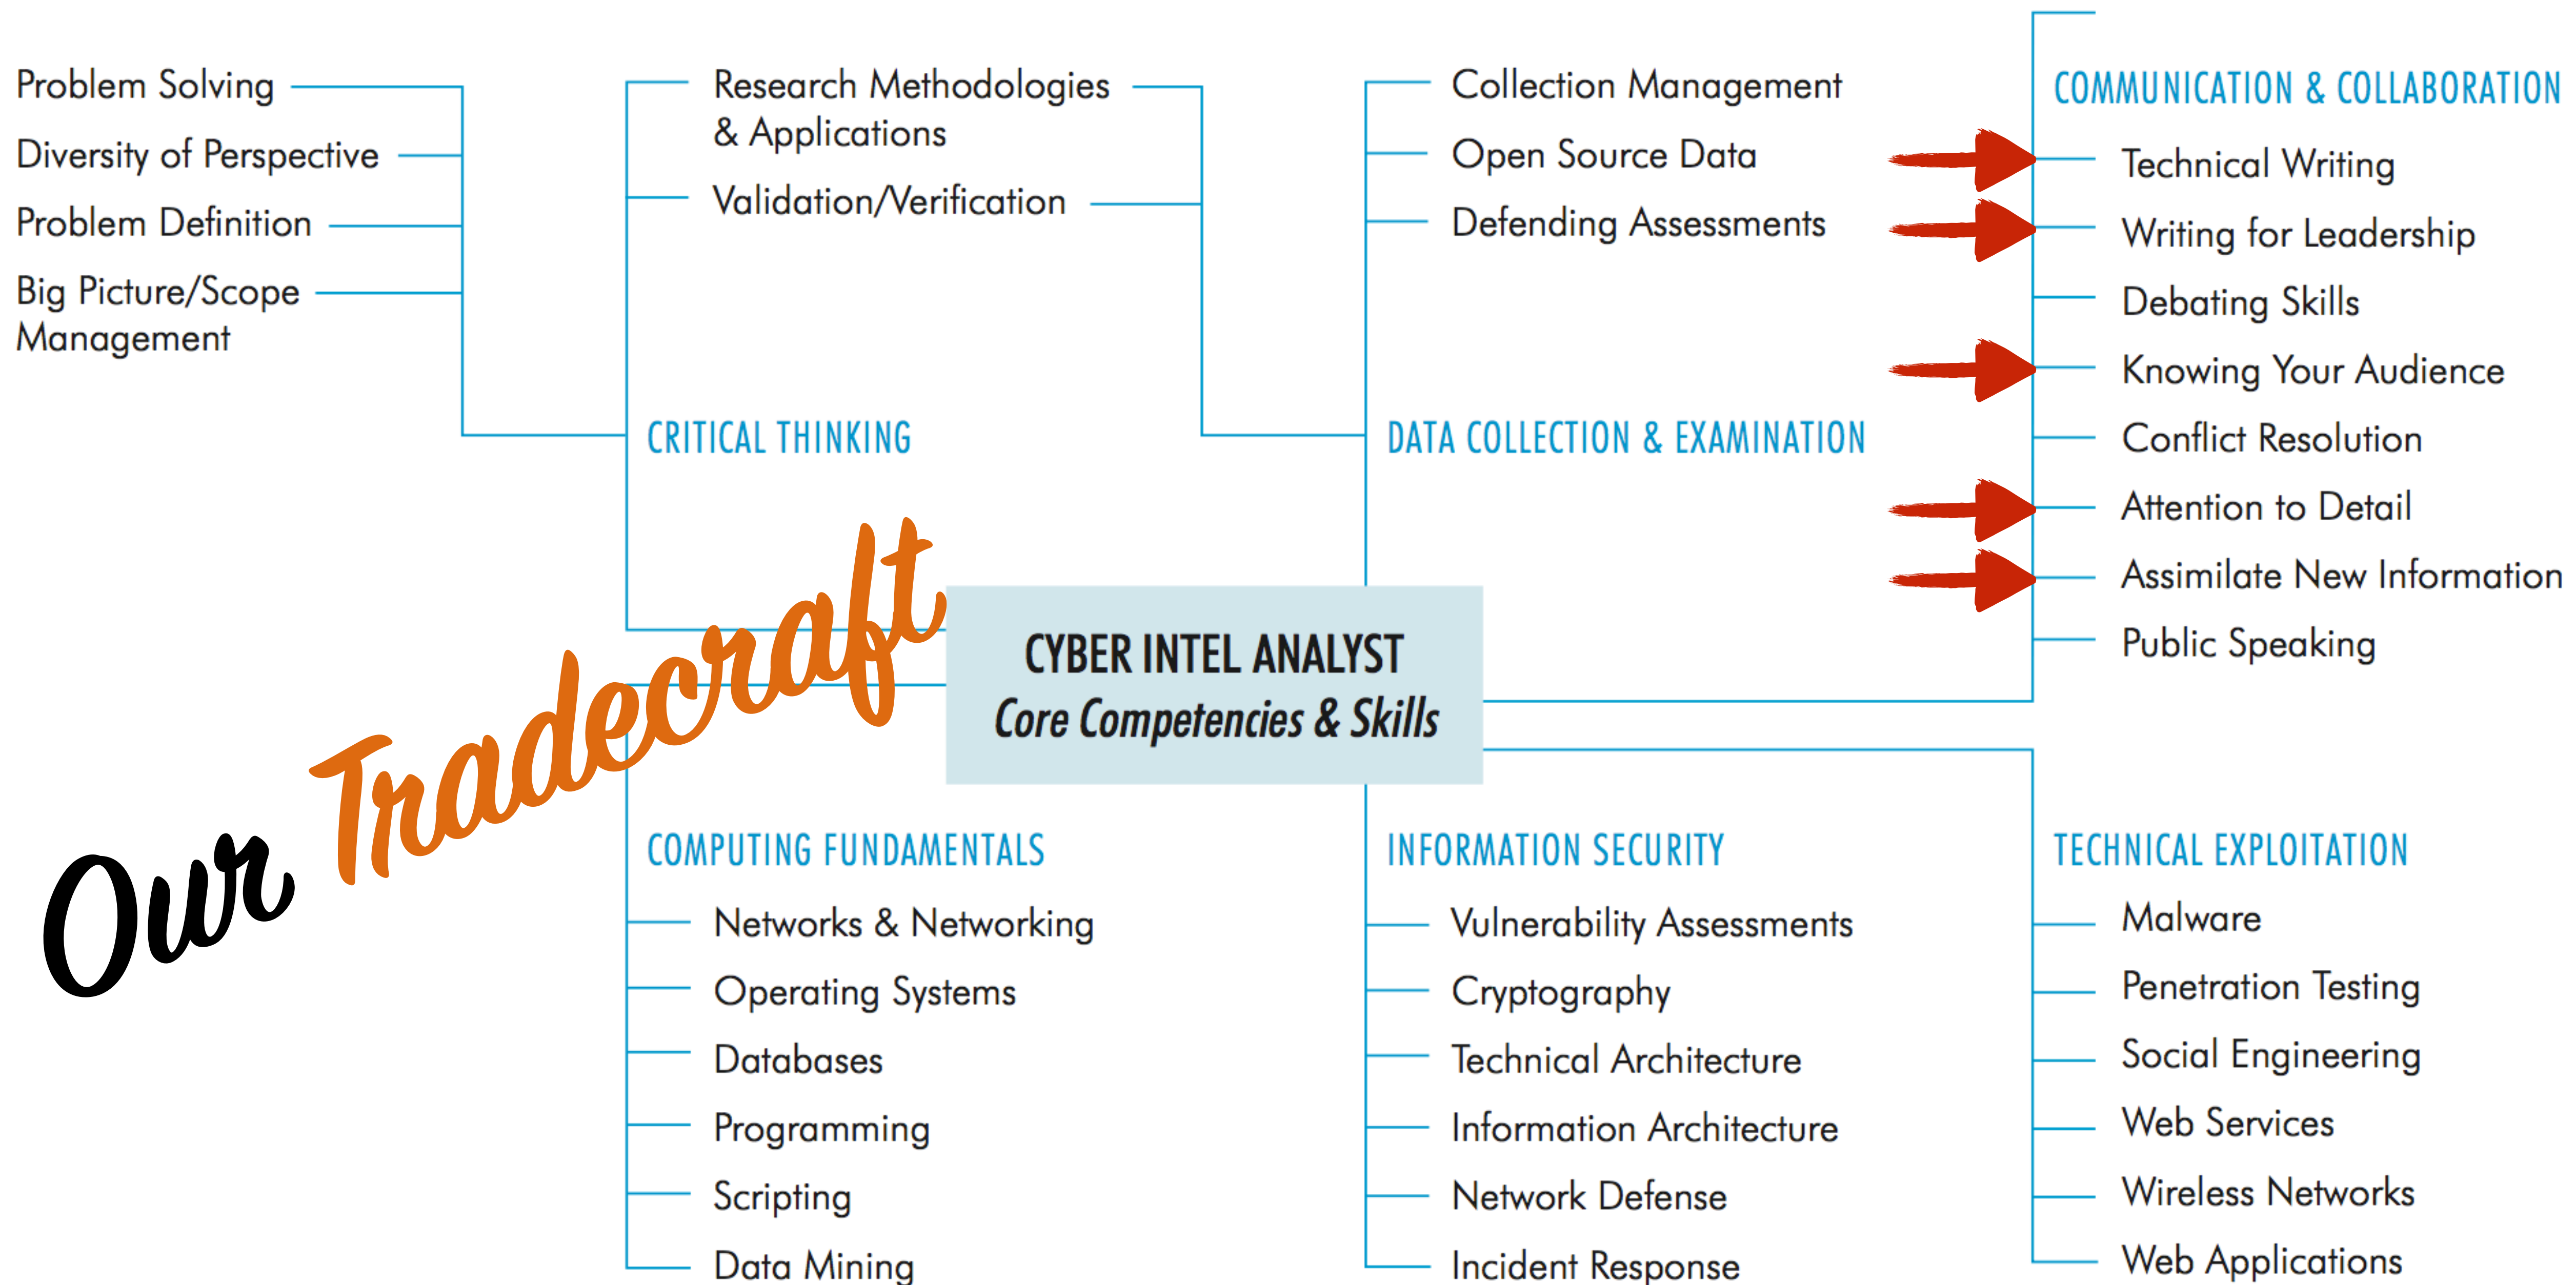 Problem Solving
Diversity of Perspective
Problem Definition
Big Picture/Scope
Management
Research Methodologies
& Applications
Validation/Verification
CRITICAL THINKING
Collection Management
Open Source Data
Defending Assessments
DATA COLLECTION & EXAMINATION
COMMUNICATION & COLLABORATION
Technical Writing
Writing for Leadership
Debating Skills
Knowing Your Audience
Conflict Resolution
Attention to Detail
Assimilate New Information
Public Speaking
Our Tradecraft
CYBER INTEL ANALYST
Core Competencies & Skills
COMPUTING FUNDAMENTALS
Networks & Networking
Operating Systems
Databases
Programming
Scripting
Data Mining
INFORMATION SECURITY
Vulnerability Assessments
Cryptography
Technical Architecture
Information Architecture
Network Defense
Incident Response
TECHNICAL EXPLOITATION
Malware
Penetration Testing
Social Engineering
Web Services
Wireless Networks
Web Applications